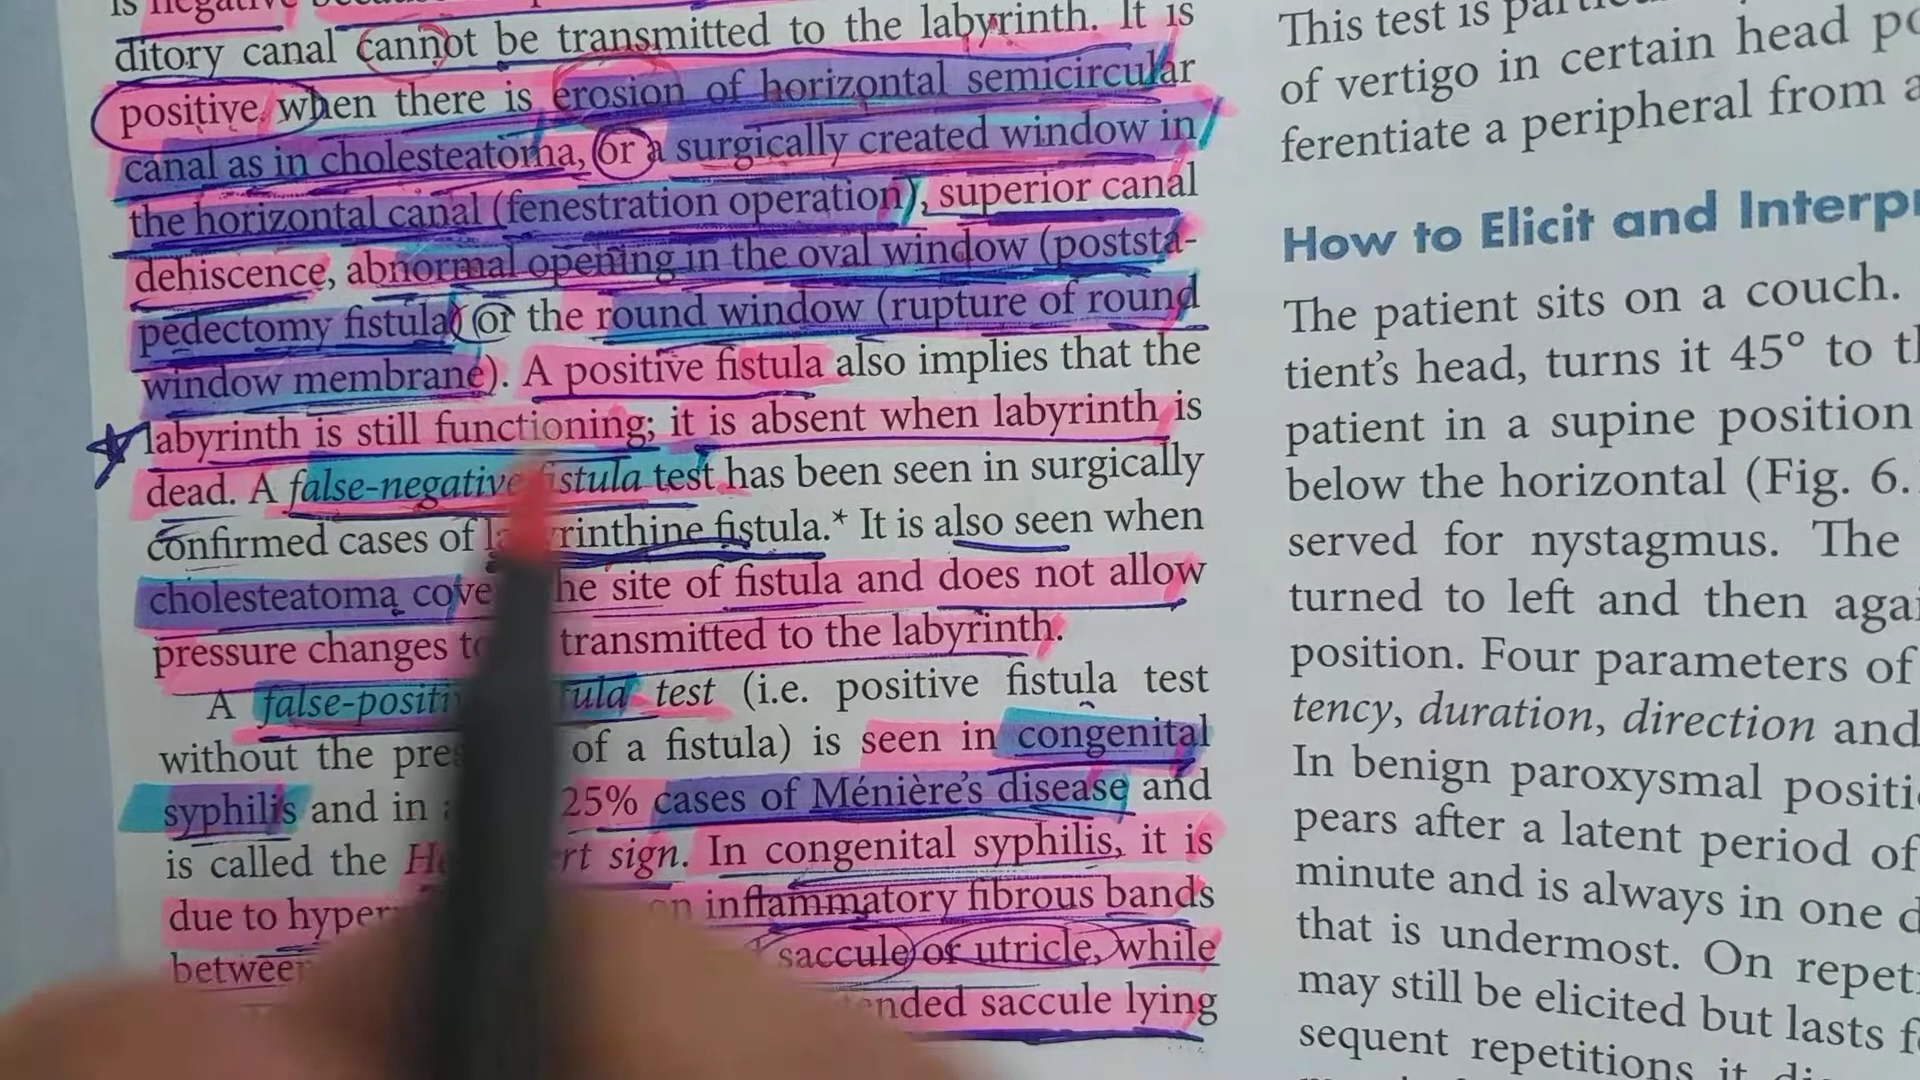 is negative
ditory canal cannot be transmitted to the labyrinth. It is
positive when there is erosion of horizontal semicircular
canal as in cholesteatoma, or a surgically created window in
the horizontal canal (fenestration operation), superior canal
dehiscence, abnormal opening in the oval window (poststa-
pedectomy fistula) or the round window (rupture of round
window membrane). A positive fistula also implies that the
labyrinth is still functioning; it is absent when labyrinth is
dead. A false-negative fistula test has been seen in surgically
confirmed cases of labyrinthine fistula.* It is also seen when
cholesteatoma cove he site of fistula and does not allow
pressure changes transmitted to the labyrinth.
A false-positi ula test (i.e. positive fistula test
without the pre of a fistula) is seen in congenital
syphilis and in 25% cases of Ménière's disease and
is called the He rt sign. In congenital syphilis, it is
due to hyper inflammatory fibrous bands
between saccule or utricle, while
ended saccule lying
This test is
of vertigo in certain head
ferentiate a peripheral from a
How to Elicit and Interp
The patient sits on a couch.
tient's head, turns it 45° to
patient in a supine position
below the horizontal (Fig. 6.
served for nystagmus. The
turned to left and then aga
position. Four parameters of
tency, duration, direction and
In benign paroxysmal positi
pears after a latent period of
minute and is always in one
that is undermost. On repet
may still be elicited but lasts
sequent repetitions it